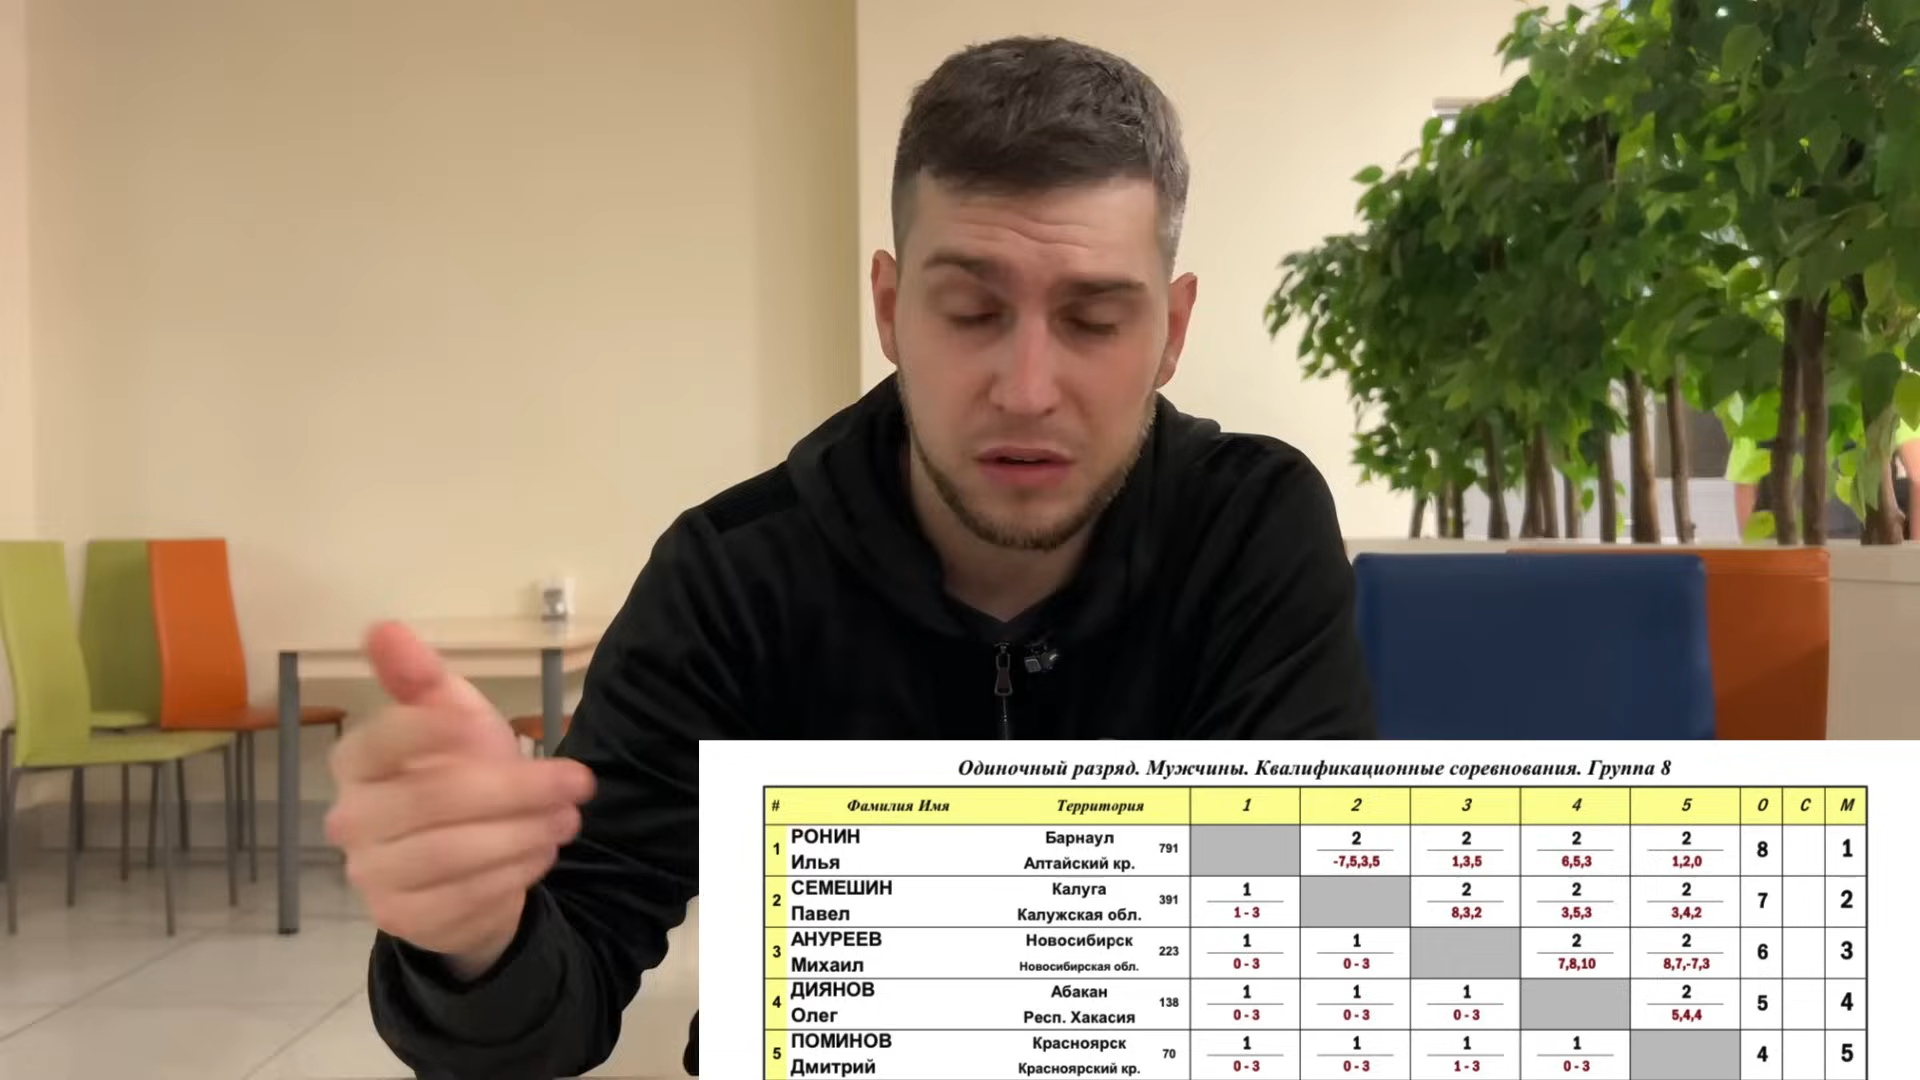 Одиночный разряд. Мужчины. Квалификационные соревнования. Группа 8
# Фамилия Имя Территория 1 2 3 4 5 О С М
1 РОНИН Илья Барнаул Алтайский кр. 791 2 -7,5,3,5 2 1,3,5 2 6,5,3 2 1,2,0 8 1
2 СЕМЕШИН Павел Калуга Калужская обл. 391 1 1 - 3 2 8,3,2 2 3,5,3 2 3,4,2 7 2
3 АНУРЕЕВ Михаил Новосибирск Новосибирская обл. 223 1 0 - 3 1 0 - 3 2 7,8,10 2 8,7,-7,3 6 3
4 ДИЯНОВ Олег Абакан Респ. Хакасия 138 1 0 - 3 1 0 - 3 1 0 - 3 2 5,4,4 5 4
5 ПОМИНОВ Дмитрий Красноярск Красноярский кр. 70 1 0 - 3 1 0 - 3 1 1 - 3 1 0 - 3 4 5